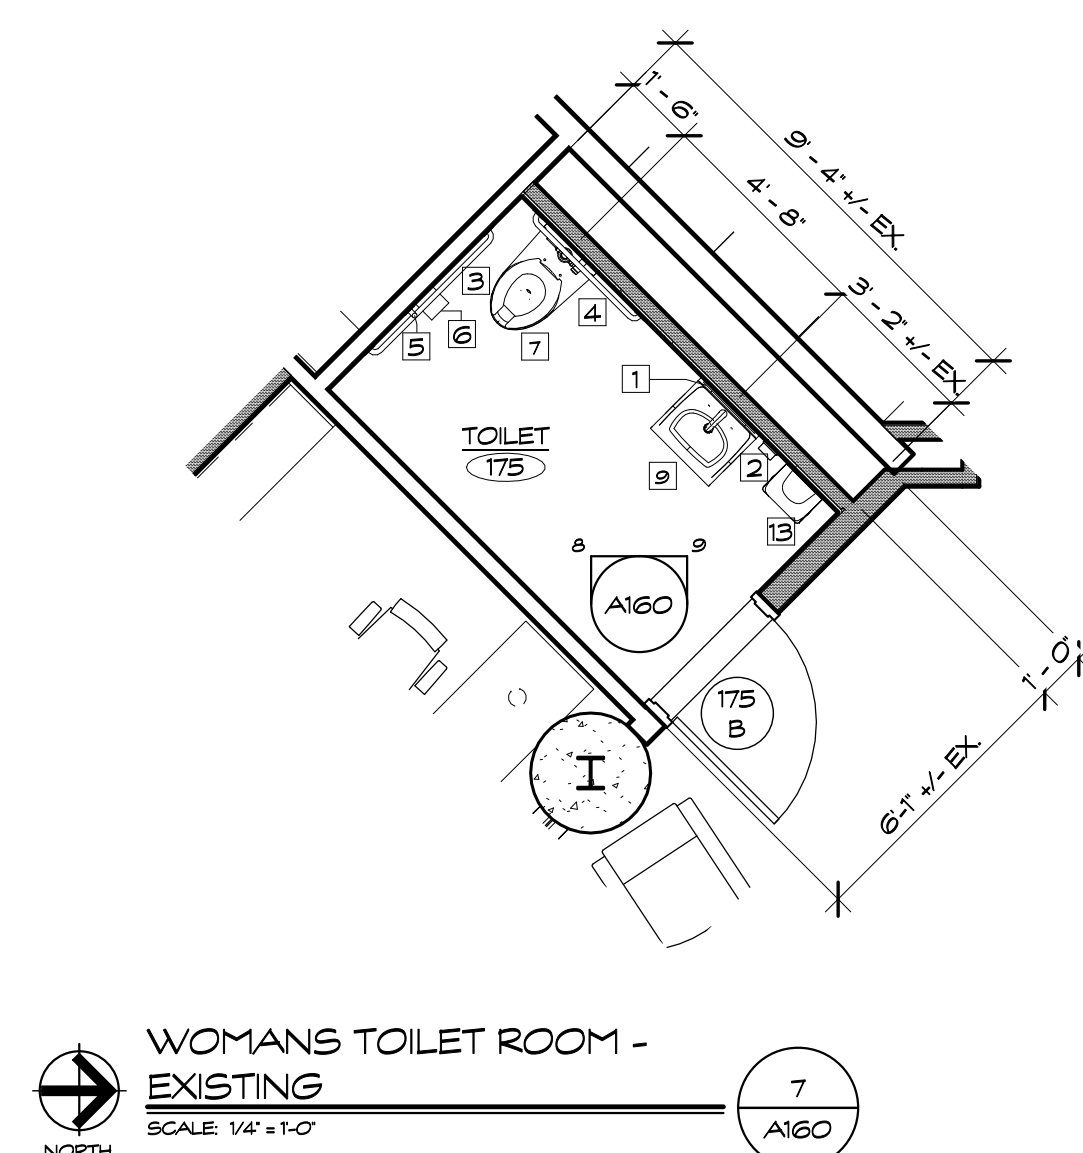 1' - 6"
9' - 4" +/- EX.
4' - 8"
3' - 2" +/- EX.
3
4
5
6
7
1
TOILET
175
2
9
13
8
9
A160
175
B
1' - 0"
6'-1" +/- EX.
WOMANS TOILET ROOM -
EXISTING
SCALE: 1/4" = 1'-0"
7
A160
NORTH